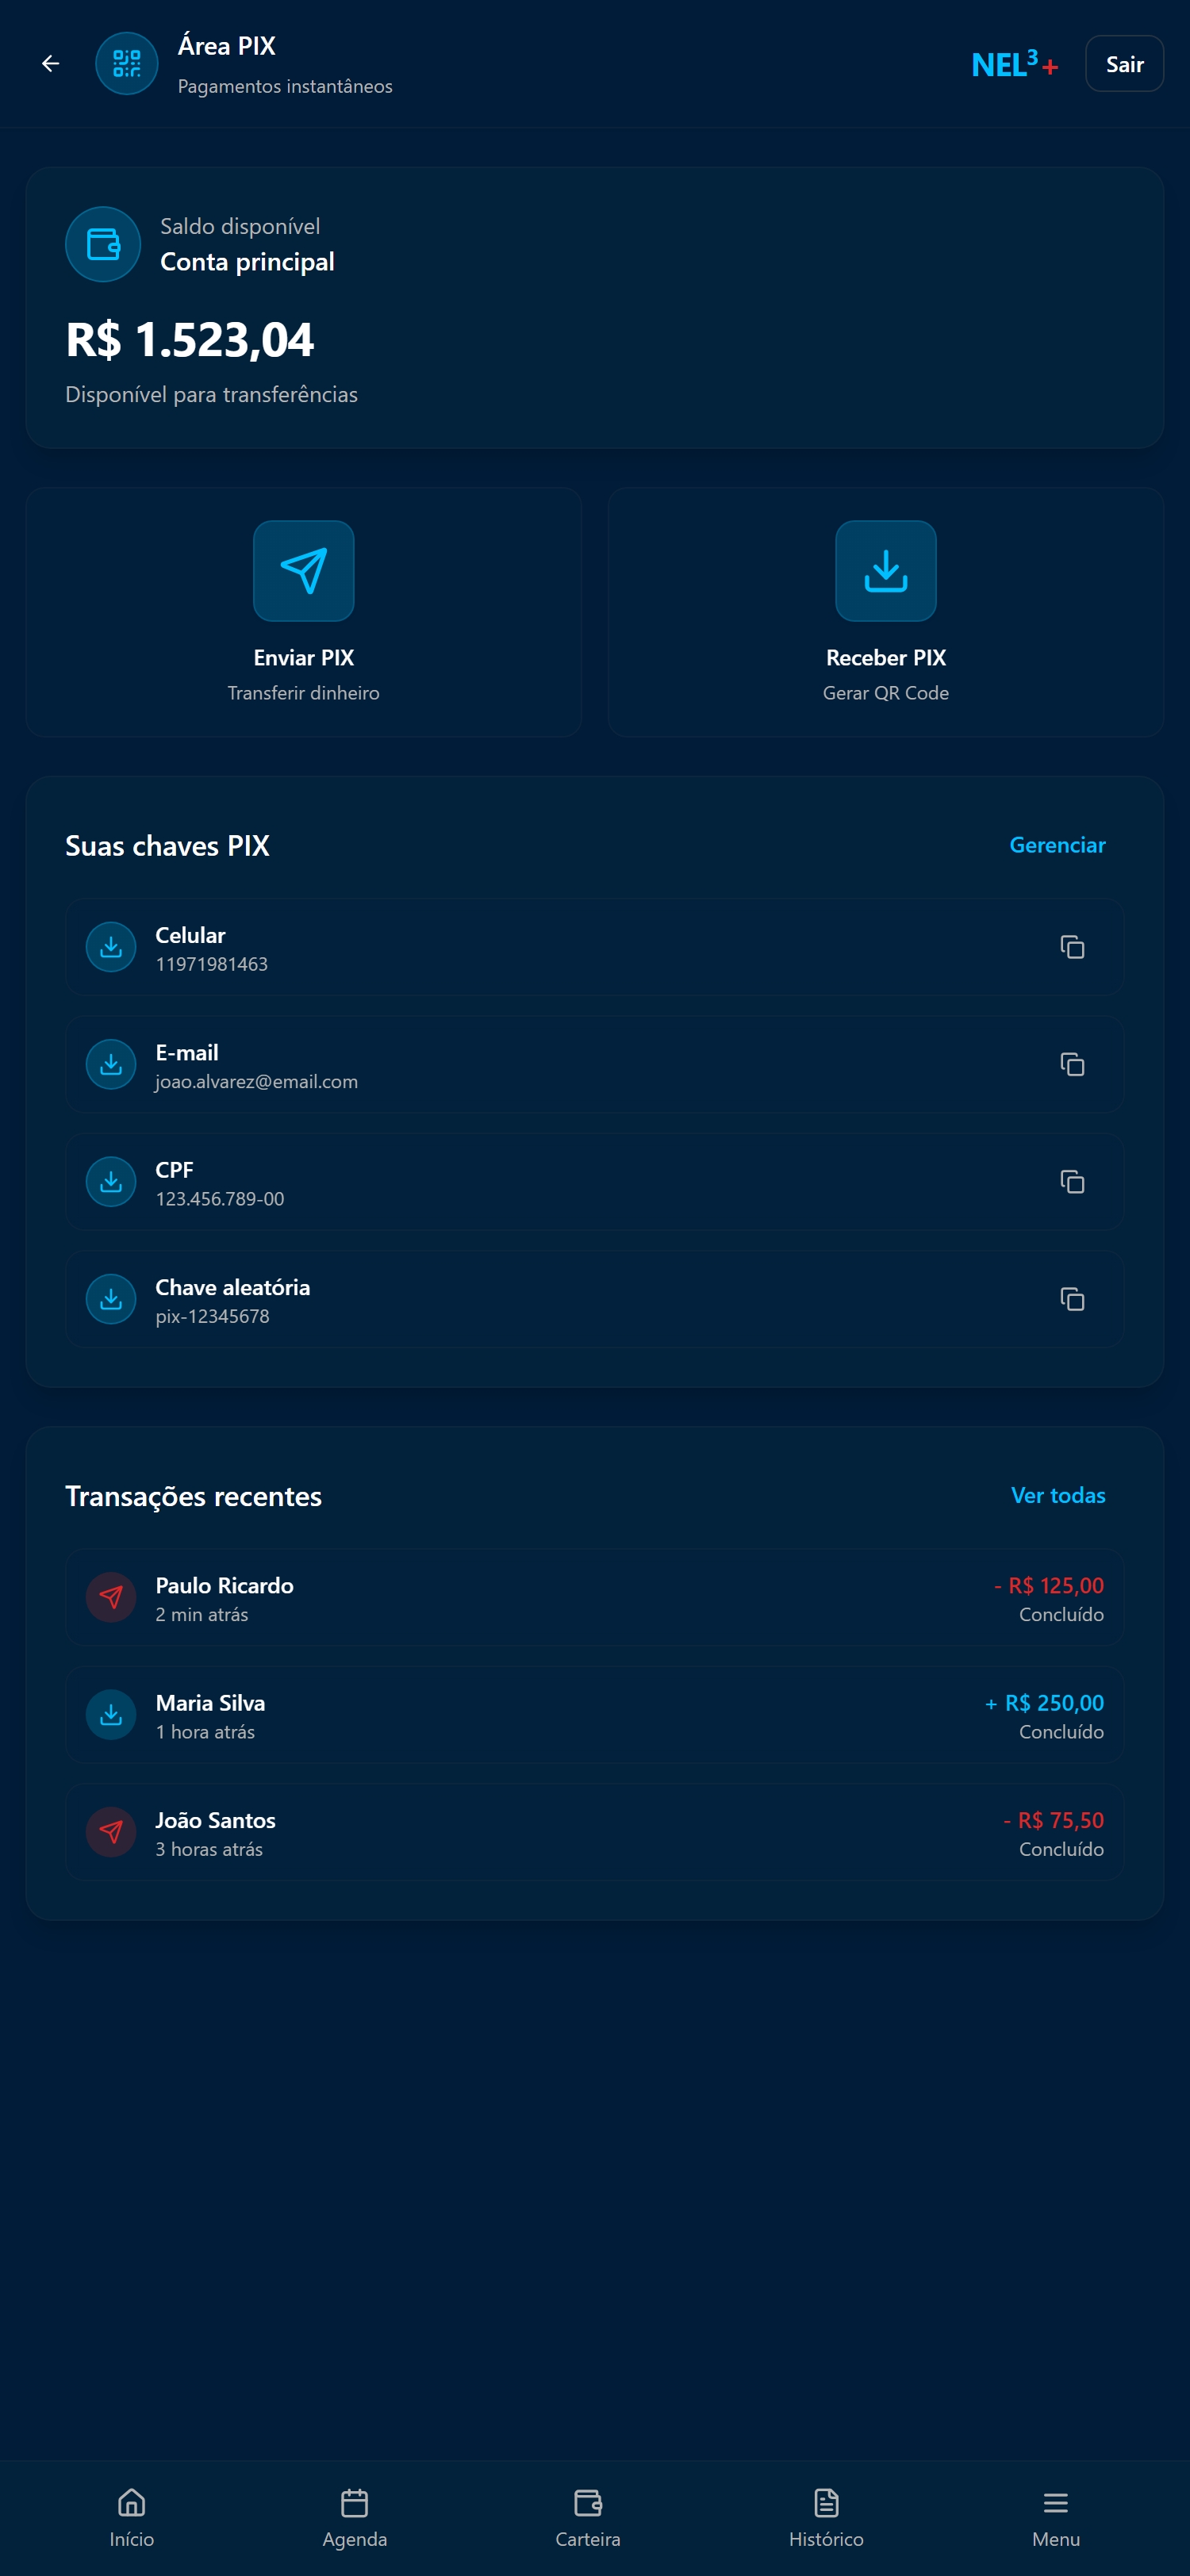 Área PIX
Pagamentos instantâneos
NEL³+
Sair
Saldo disponível
Conta principal
R$ 1.523,04
Disponível para transferências
Enviar PIX
Transferir dinheiro
Receber PIX
Gerar QR Code
Suas chaves PIX
Gerenciar
Celular
11971981463
E-mail
joao.alvarez@email.com
CPF
123.456.789-00
Chave aleatória
pix-12345678
Transações recentes
Ver todas
Paulo Ricardo
- R$ 125,00
2 min atrás
Concluído
Maria Silva
+ R$ 250,00
1 hora atrás
Concluído
João Santos
- R$ 75,50
3 horas atrás
Concluído
Início
Agenda
Carteira
Histórico
Menu